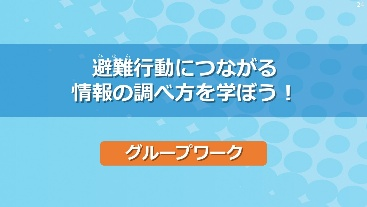 避難行動につながる
情報の調べ方を学ぼう！
グループワーク